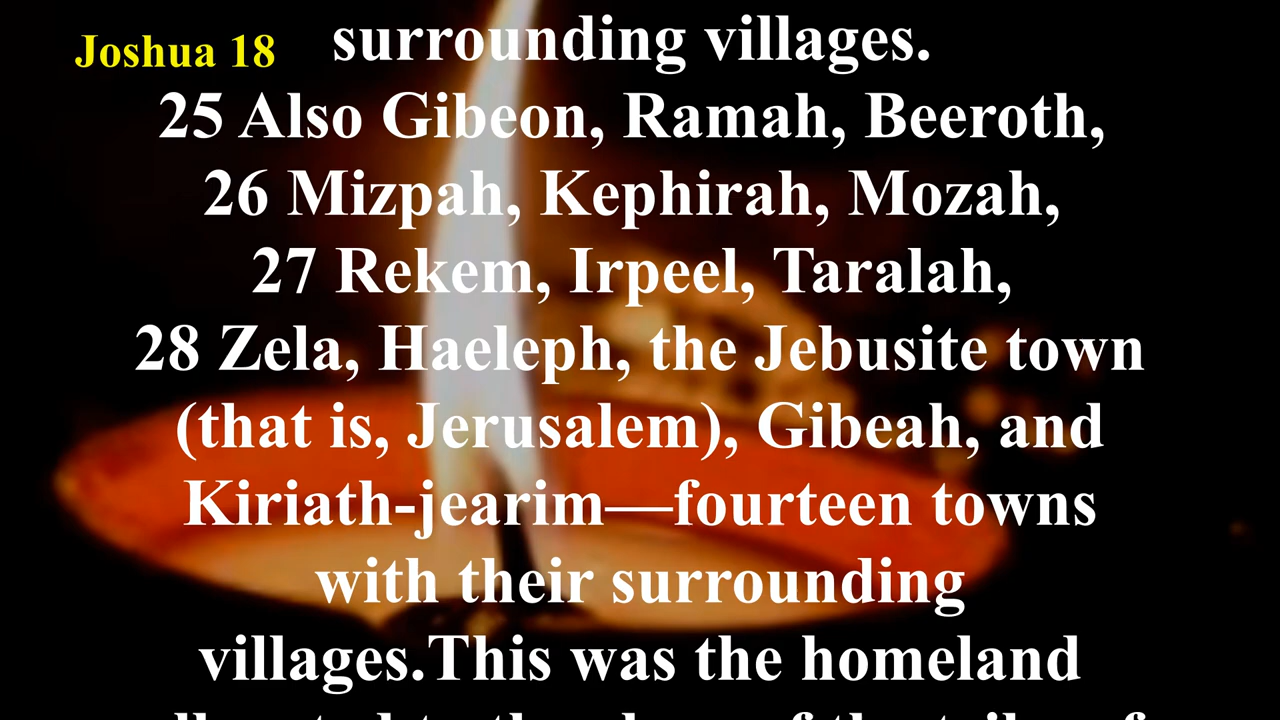 Joshua 18
surrounding villages.
25 Also Gibeon, Ramah, Beeroth,
26 Mizpah, Kephirah, Mozah,
27 Rekem, Irpeel, Taralah,
28 Zela, Haeleph, the Jebusite town
(that is, Jerusalem), Gibeah, and
Kiriath-jearim—fourteen towns
with their surrounding
villages.This was the homeland